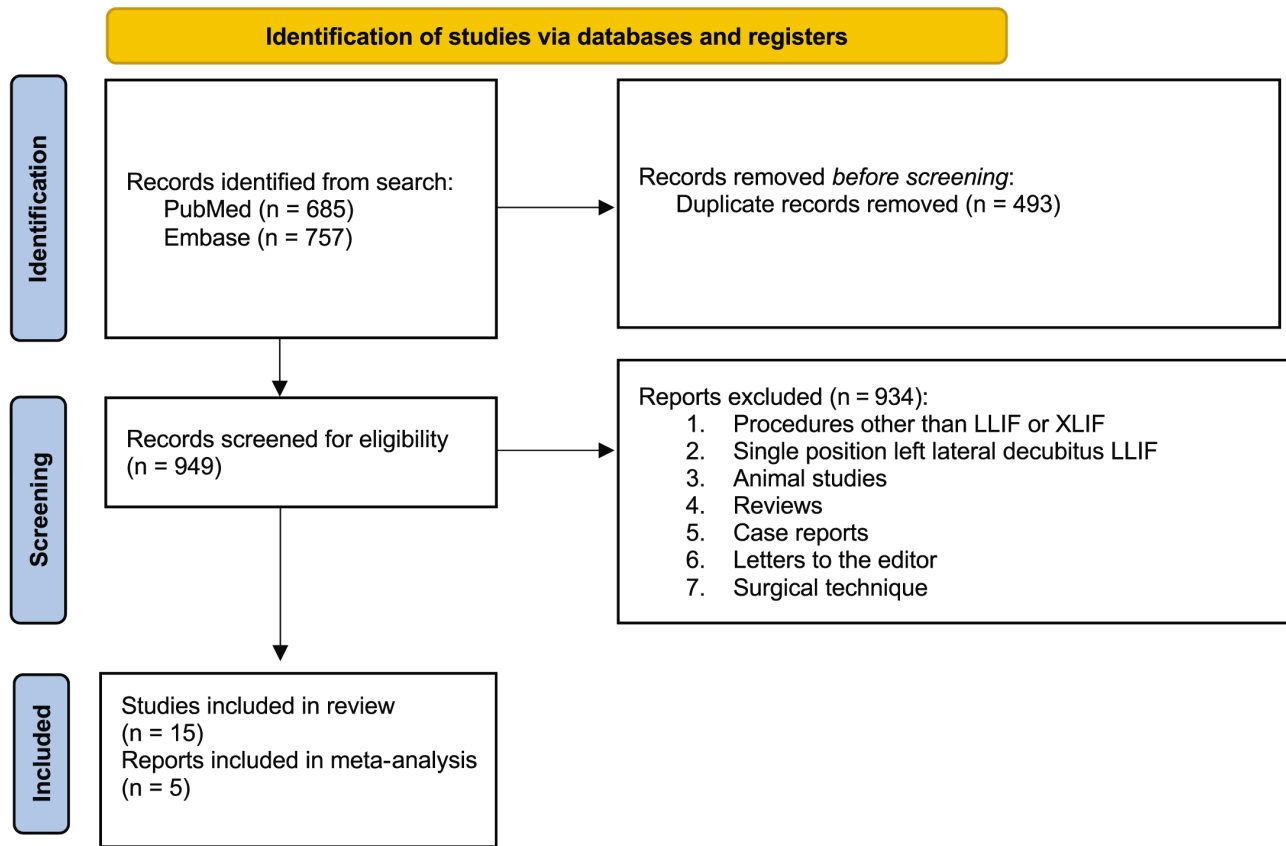 Identification of studies via databases and registers
Identification
Records identified from search:
PubMed (n = 685)
Embase (n = 757)
Records removed before screening:
Duplicate records removed (n = 493)
Screening
Records screened for eligibility
(n = 949)
Reports excluded (n = 934):
1. Procedures other than LLIF or XLIF
2. Single position left lateral decubitus LLIF
3. Animal studies
4. Reviews
5. Case reports
6. Letters to the editor
7. Surgical technique
Included
Studies included in review
(n = 15)
Reports included in meta-analysis
(n = 5)